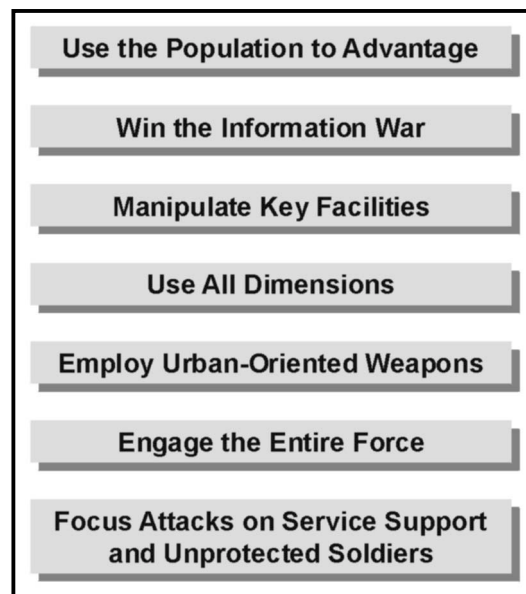 Use the Population to Advantage
Win the Information War
Manipulate Key Facilities
Use All Dimensions
Employ Urban-Oriented Weapons
Engage the Entire Force
Focus Attacks on Service Support
and Unprotected Soldiers